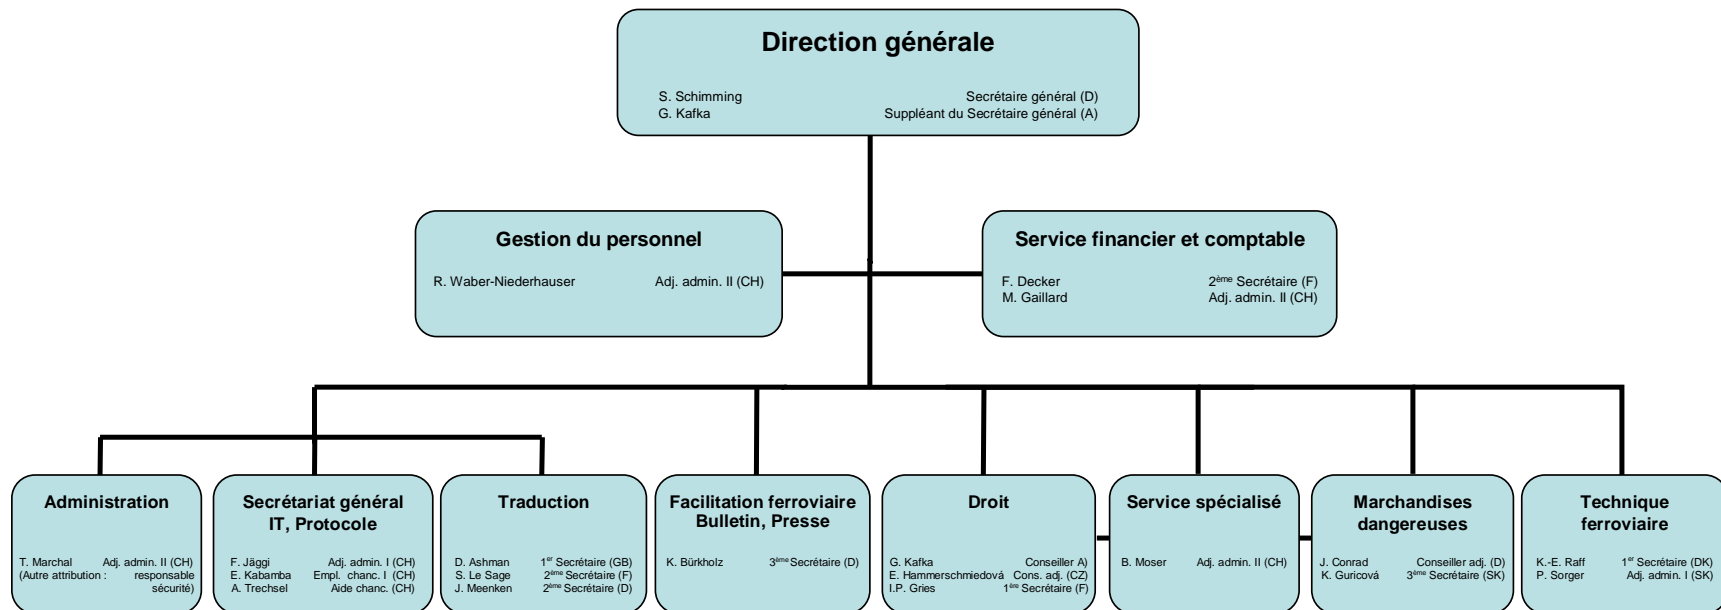 Direction générale
S. Schimming Secrétaire général (D)
G. Kafka Suppléant du Secrétaire général (A)
Gestion du personnel
R. Waber-Niederhauser Adj. admin. II (CH)
Service financier et comptable
F. Decker 2ème Secrétaire (F)
M. Gaillard Adj. admin. II (CH)
Administration
T. Marchal Adj. admin. II (CH)
(Autre attribution : responsable
sécurité)
Secrétariat général
IT, Protocole
F. Jäggi Adj. admin. I (CH)
E. Kabamba Empl. chanc. I (CH)
A. Trechsel Aide chanc. (CH)
Traduction
D. Ashman 1er Secrétaire (GB)
S. Le Sage 2ème Secrétaire (F)
J. Meenken 2ème Secrétaire (D)
Facilitation ferroviaire
Bulletin, Presse
K. Bürkholz 3ème Secrétaire (D)
Droit
G. Kafka Conseiller A)
E. Hammerschmiedová Cons. adj. (CZ)
I.P. Gries 1ère Secrétaire (F)
Service spécialisé
B. Moser Adj. admin. II (CH)
Marchandises
dangereuses
J. Conrad Conseiller adj. (D)
K. Guricová 3ème Secrétaire (SK)
Technique
ferroviaire
K.-E. Raff 1er Secrétaire (DK)
P. Sorger Adj. admin. I (SK)